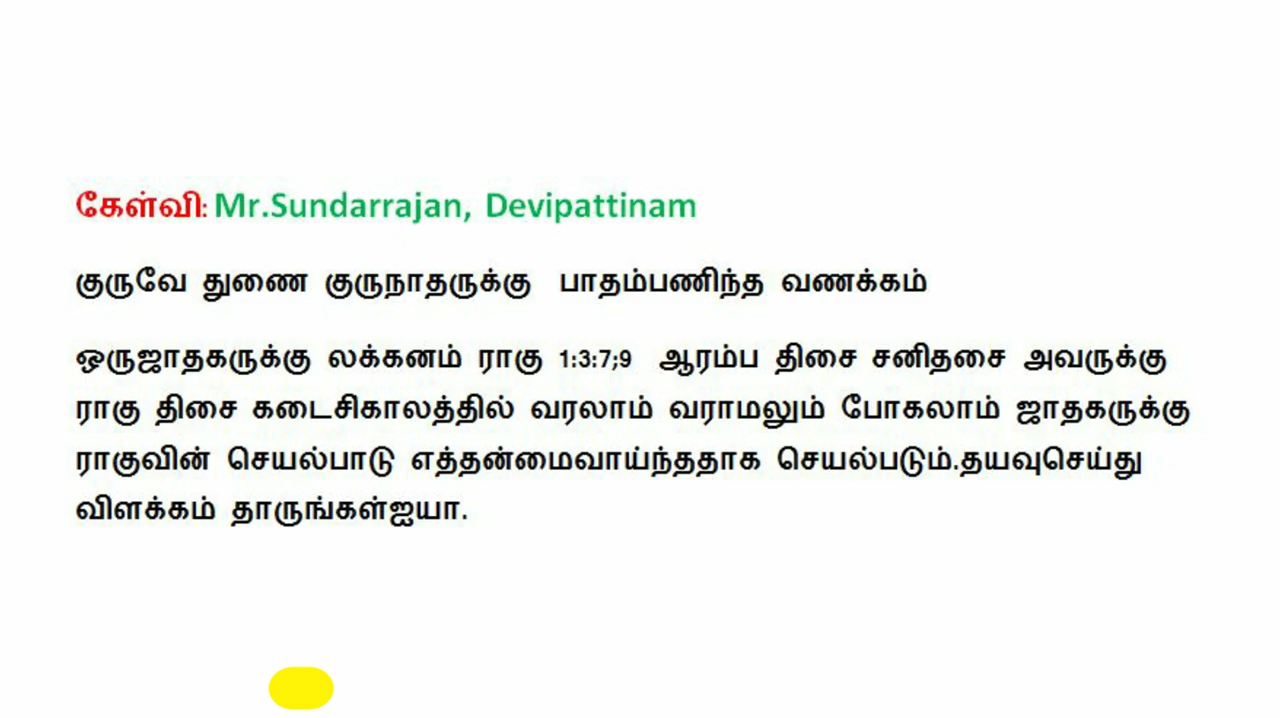 கேள்வி: Mr.Sundarrajan, Devipattinam
குருவே துணை குருநாதருக்கு பாதம்பணிந்த வணக்கம்
ஒருஜாதகருக்கு லக்கனம் ராகு 1:3:7;9 ஆரம்ப திசை சனிதசை அவருக்கு
ராகு திசை கடைசிகாலத்தில் வரலாம் வராமலும் போகலாம் ஜாதகருக்கு
ராகுவின் செயல்பாடு எத்தன்மைவாய்ந்ததாக செயல்படும்.தயவுசெய்து
விளக்கம் தாருங்கள்ஐயா.